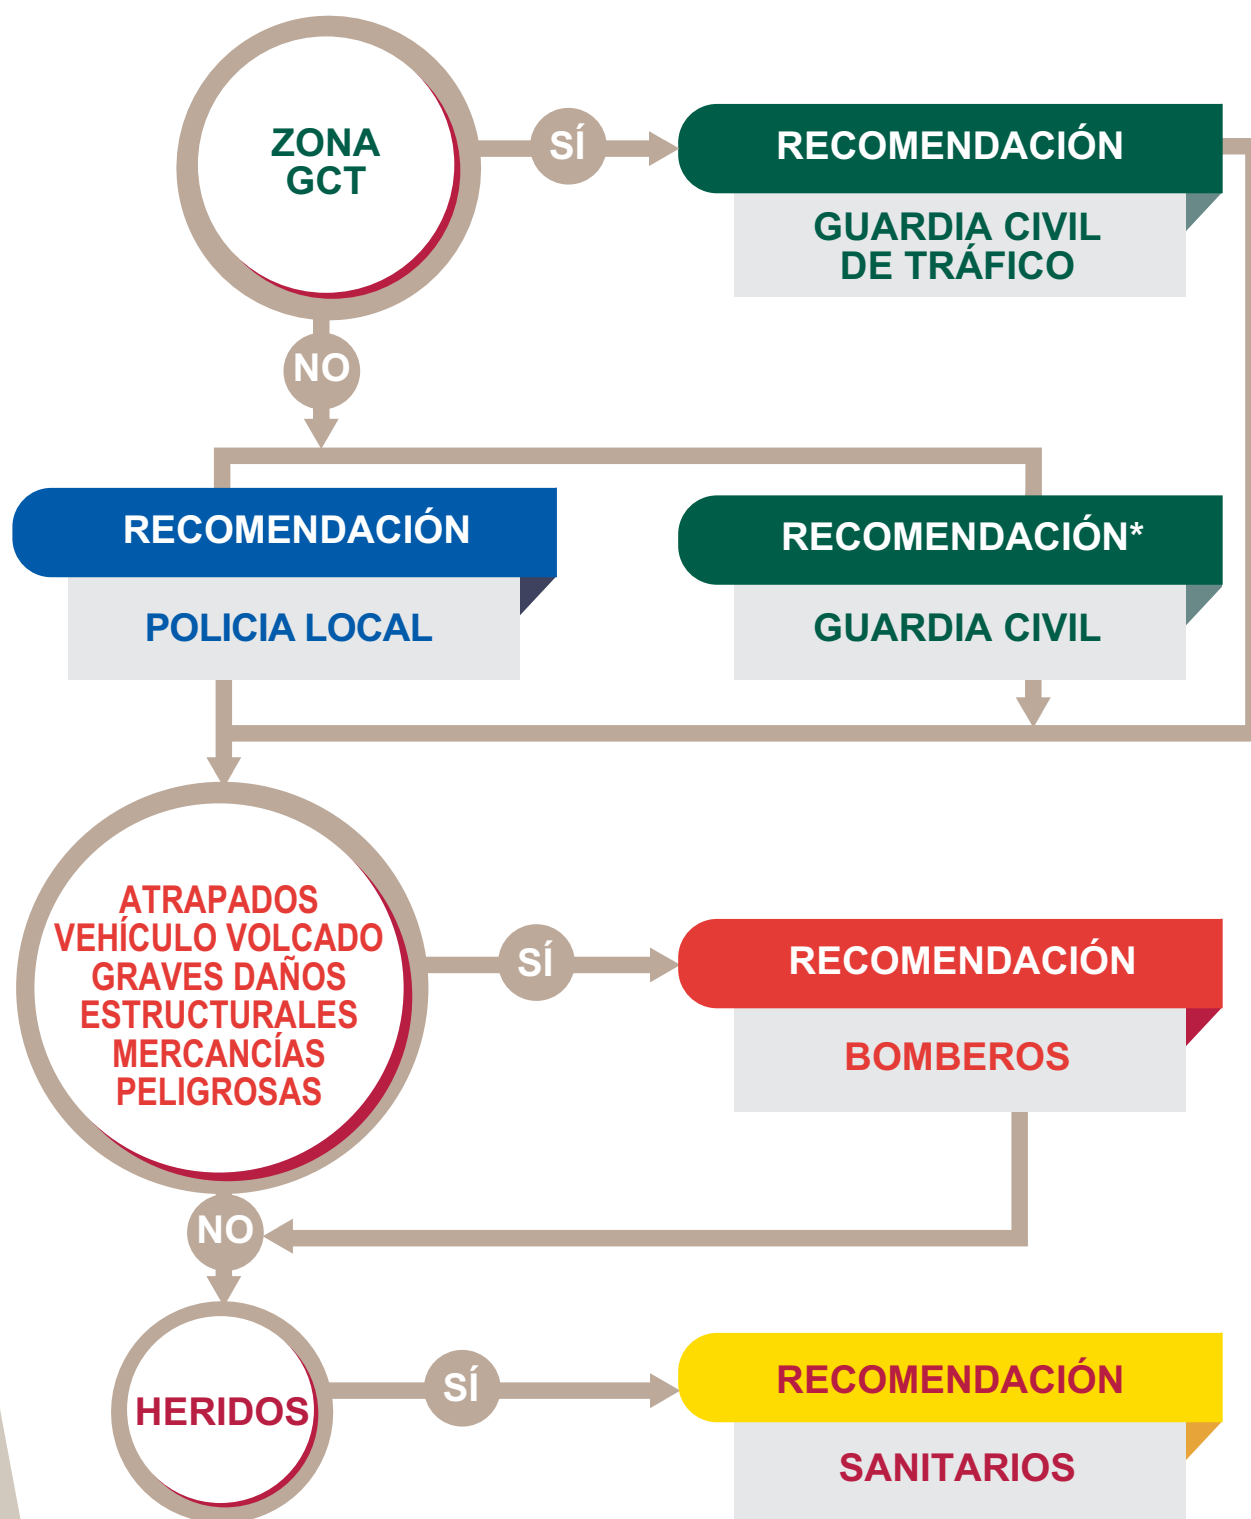 ZONA
GCT
SÍ
RECOMENDACIÓN
GUARDIA CIVIL
DE TRÁFICO
NO
RECOMENDACIÓN
POLICIA LOCAL
RECOMENDACIÓN*
GUARDIA CIVIL
ATRAPADOS
VEHÍCULO VOLCADO
GRAVES DAÑOS
ESTRUCTURALES
MERCANCÍAS
PELIGROSAS
SÍ
RECOMENDACIÓN
BOMBEROS
NO
HERIDOS
SÍ
RECOMENDACIÓN
SANITARIOS